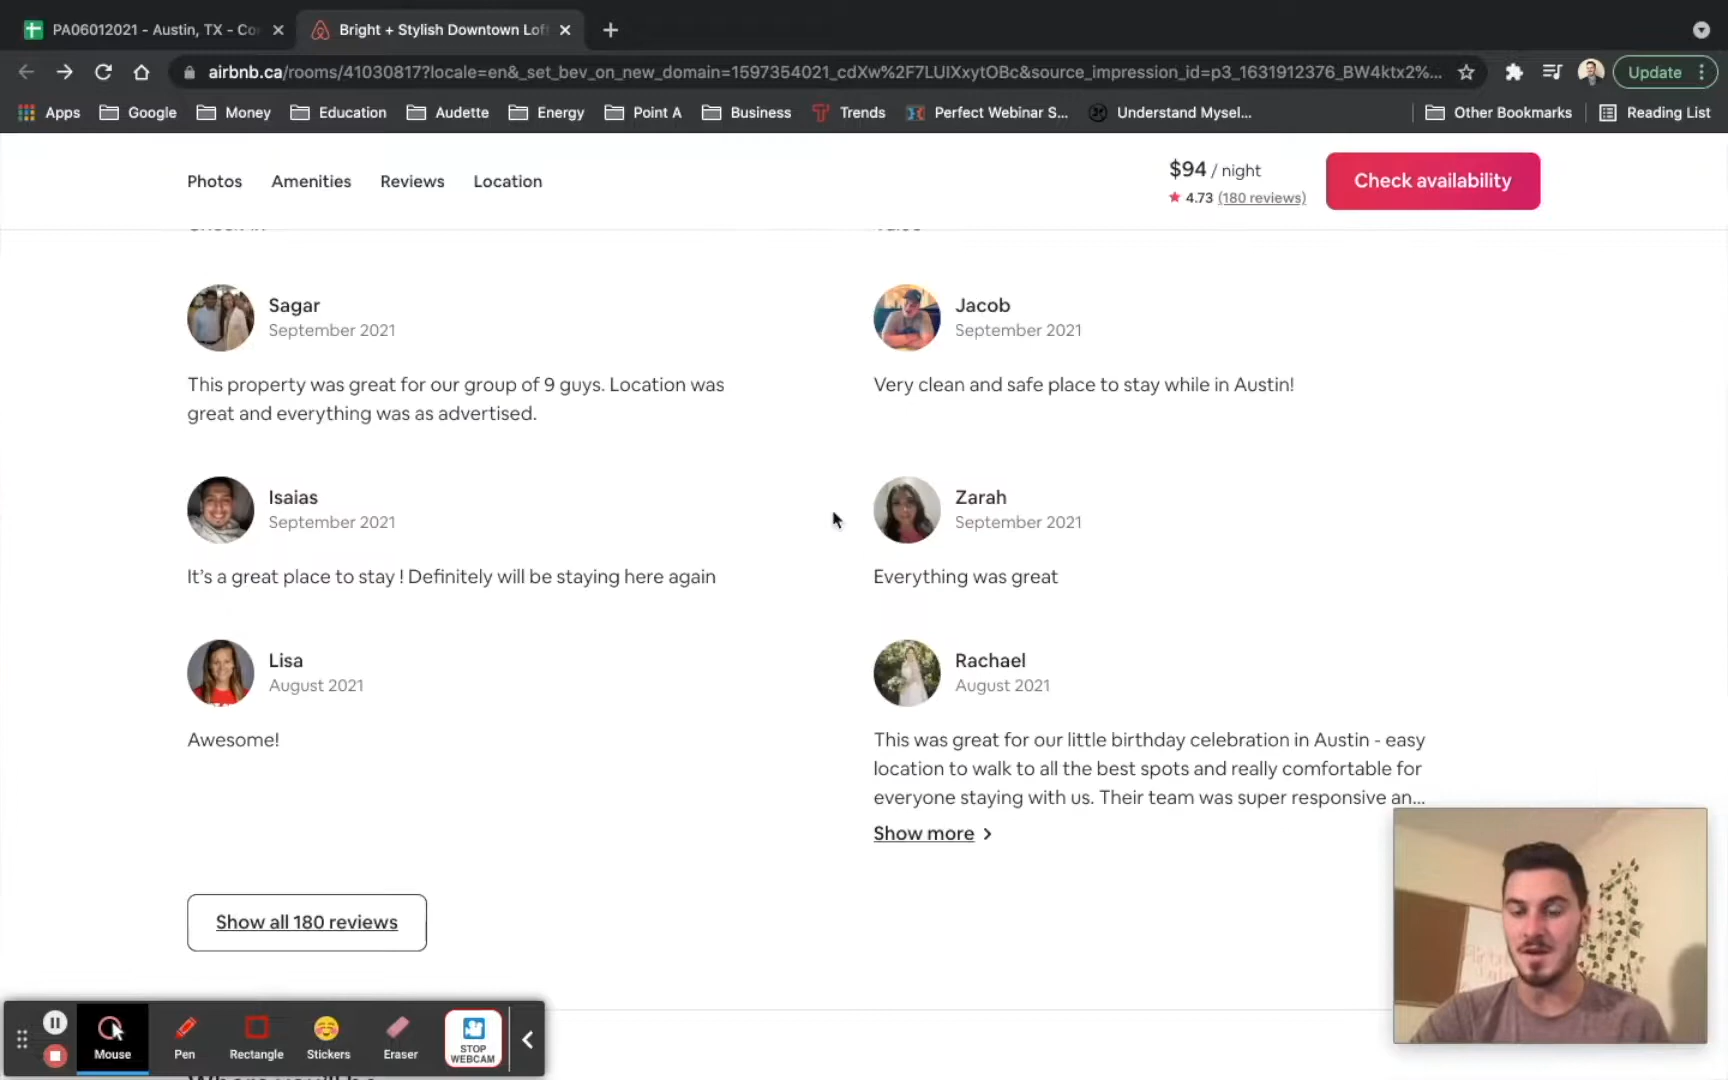 PA06012021 - Austin, TX - Co
Bright + Stylish Downtown Lof
airbnb.ca/rooms/41030817?locale=en&_set_bev_on_new_domain=1597354021_cdXw%2F7LUIXxytOBc&source_impression_id=p3_1631912376_BW4ktx2%...
Update
Apps Google Money Education Audette Energy Point A Business Trends Perfect Webinar S... Understand Mysel... Other Bookmarks Reading List
Photos Amenities Reviews Location
$94 / night
4.73 (180 reviews)
Check availability
Sagar
September 2021
This property was great for our group of 9 guys. Location was
great and everything was as advertised.
Jacob
September 2021
Very clean and safe place to stay while in Austin!
Isaias
September 2021
It's a great place to stay ! Definitely will be staying here again
Zarah
September 2021
Everything was great
Lisa
August 2021
Awesome!
Rachael
August 2021
This was great for our little birthday celebration in Austin - easy
location to walk to all the best spots and really comfortable for
everyone staying with us. Their team was super responsive an...
Show more
Show all 180 reviews
Mouse Pen Rectangle Stickers Eraser
STOP
WEBCAM